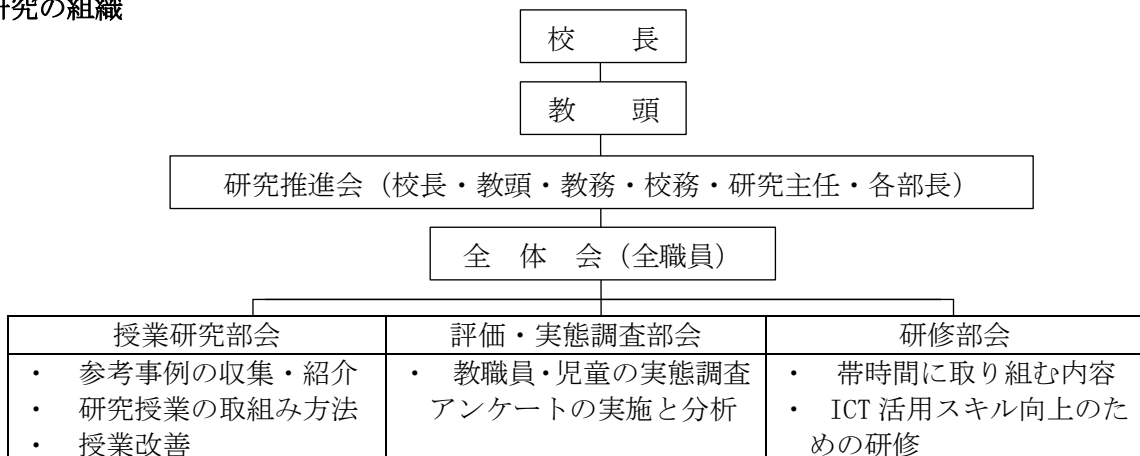 研究の組織
校　　長
教　　頭
研究推進会（校長・教頭・教務・校務・研究主任・各部長）
全　体　会（全職員）
授業研究部会
・　参考事例の収集・紹介
・　研究授業の取組み方法
・　授業改善
評価・実態調査部会
・　教職員・児童の実態調査
アンケートの実施と分析
研修部会
・　帯時間に取り組む内容
・　ICT 活用スキル向上のた
めの研修